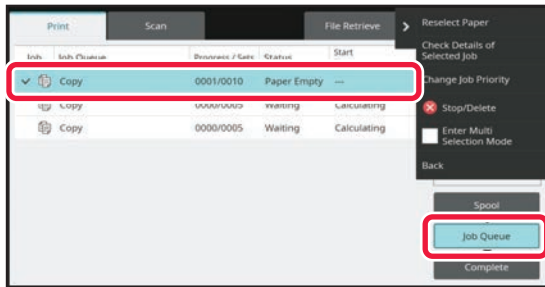 Print
Scan
File Retrieve
Job
Job Queue
Progress / Sets
Status
Start
Copy
0001/0010
Paper Empty
---
Copy
0000/0005
Waiting
Calculating
Copy
0000/0005
Waiting
Calculating
Reselect Paper
Check Details of
Selected Job
Change Job Priority
Stop/Delete
Enter Multi
Selection Mode
Back
Spool
Job Queue
Complete